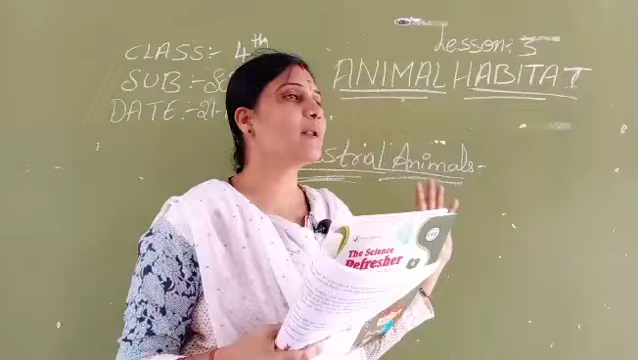 CLASS:- 4th
SUB:-
DATE:-21-
Lesson: 3
ANIMAL HABITAT
strial Animals-
The Science
Refresher